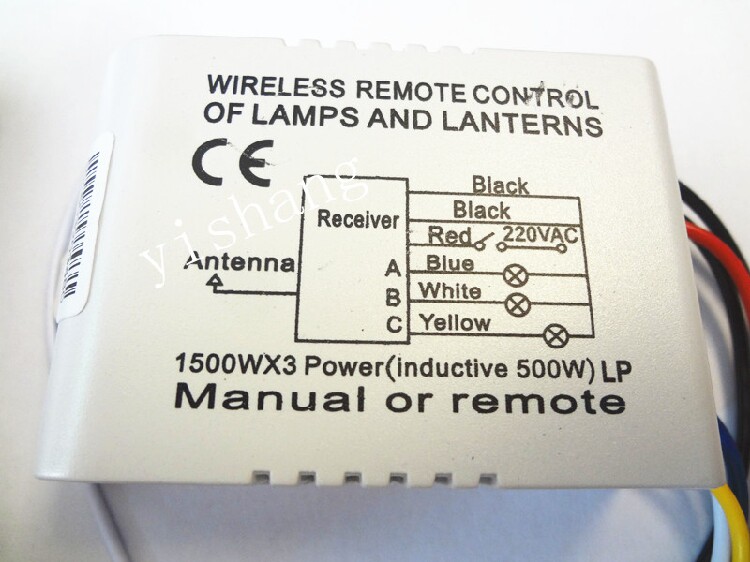 WIRELESS REMOTE CONTROL
OF LAMPS AND LANTERNS
CE
Black
Receiver
Black
Red 220VAC
Antenna
A Blue
B White
C Yellow
1500WX3 Power(inductive 500W) LP
Manual or remote
yishang